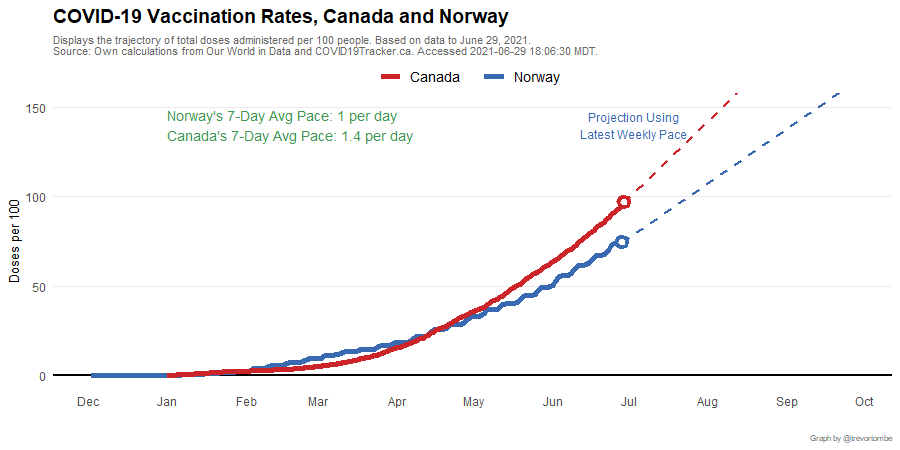 COVID-19 Vaccination Rates, Canada and Norway
Displays the trajectory of total doses administered per 100 people. Based on data to June 29, 2021.
Source: Own calculations from Our World in Data and COVID19Tracker.ca. Accessed 2021-06-29 18:06:30 MDT.
Canada Norway
150
Norway's 7-Day Avg Pace: 1 per day
Canada's 7-Day Avg Pace: 1.4 per day
Projection Using
Latest Weekly Pace
100
Doses per 100
50
0
Dec Jan Feb Mar Apr May Jun Jul Aug Sep Oct
Graph by @trevortombe